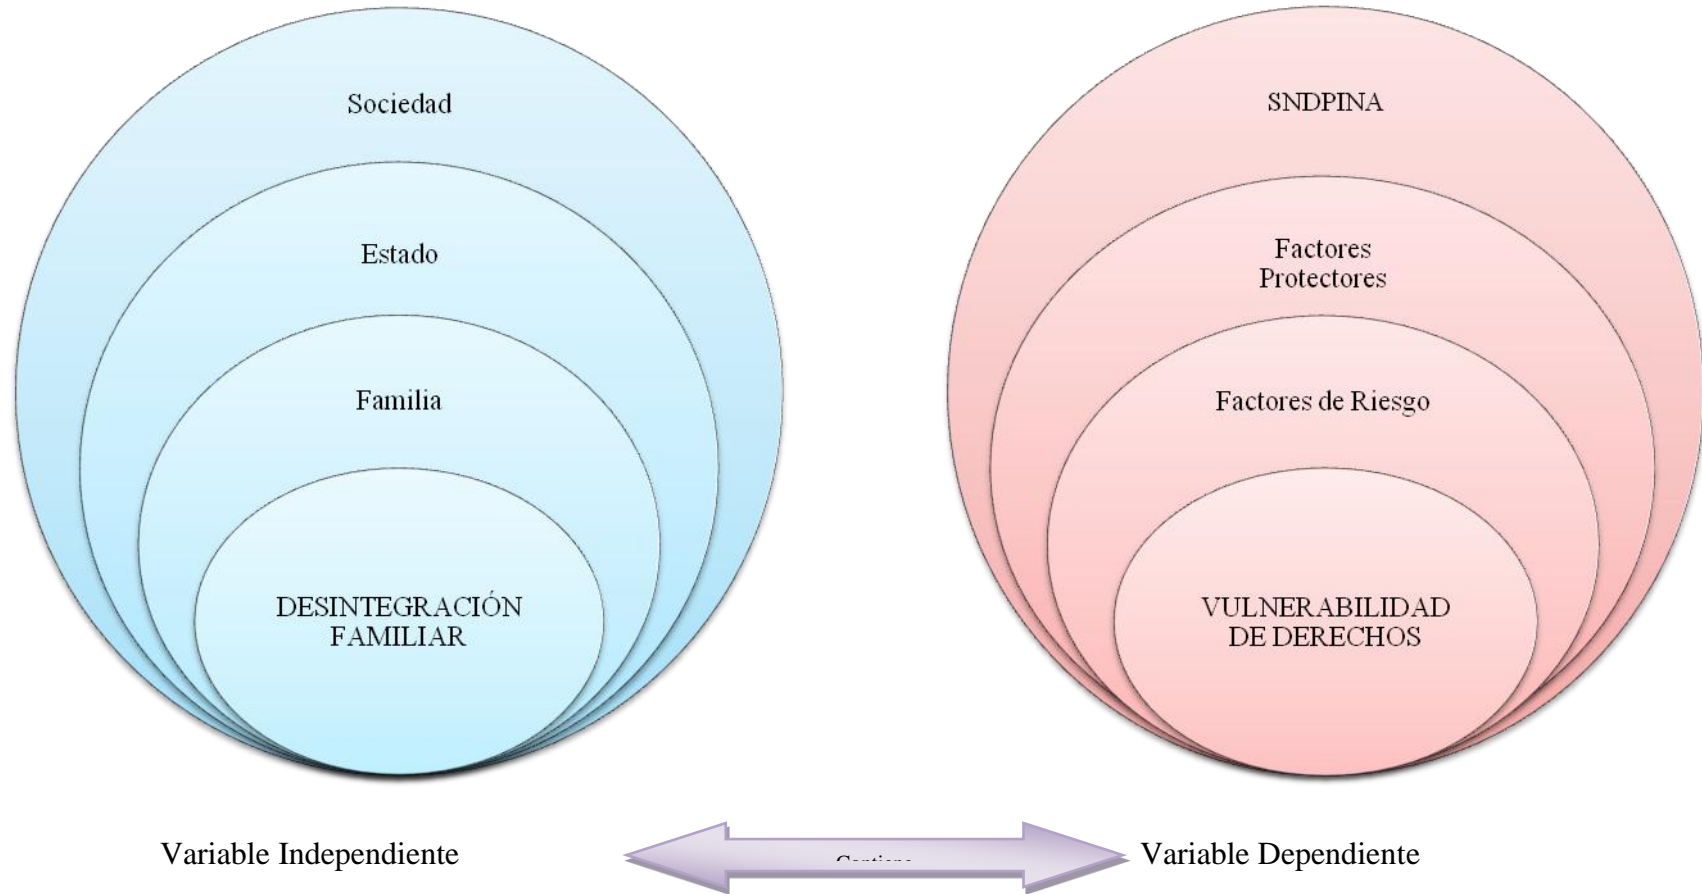 Sociedad
Estado
Familia
DESINTEGRACIÓN
FAMILIAR
SNDPINA
Factores
Protectores
Factores de Riesgo
VULNERABILIDAD
DE DERECHOS
Variable Independiente
Variable Dependiente